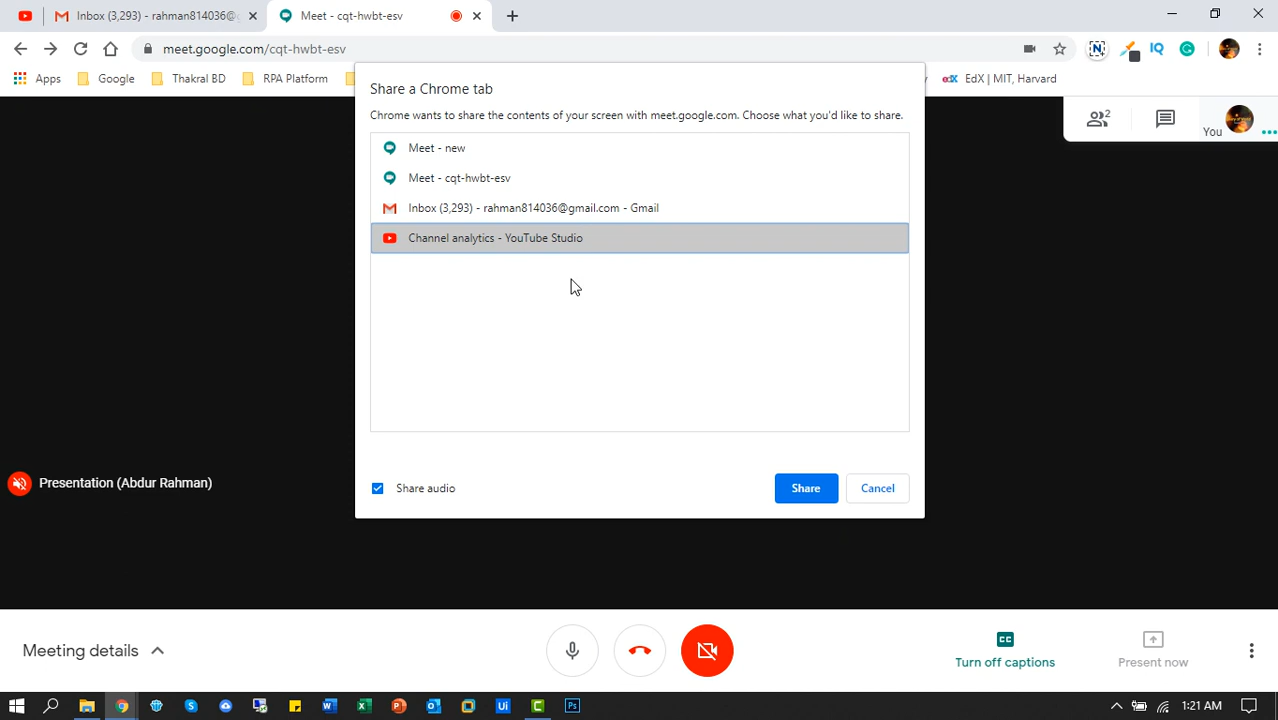 Inbox (3,293) - rahman814036@g
Meet - cqt-hwbt-esv
meet.google.com/cqt-hwbt-esv
Apps
Google
Thakral BD
RPA Platform
EdX | MIT, Harvard
Share a Chrome tab
Chrome wants to share the contents of your screen with meet.google.com. Choose what you'd like to share.
Meet - new
Meet - cqt-hwbt-esv
Inbox (3,293) - rahman814036@gmail.com - Gmail
Channel analytics - YouTube Studio
2
You
Presentation (Abdur Rahman)
Share audio
Share
Cancel
Meeting details
Turn off captions
Present now
1:21 AM